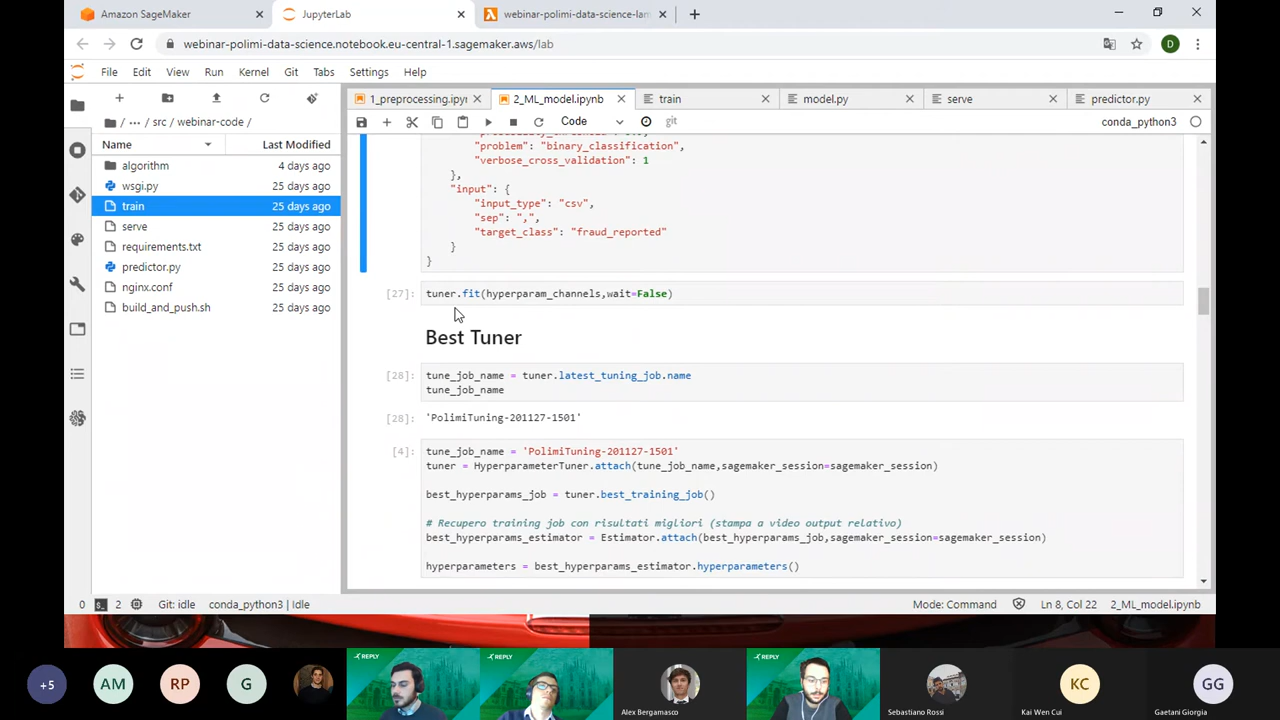 Amazon SageMaker
JupyterLab
webinar-polimi-data-science-lam
webinar-polimi-data-science.notebook.eu-central-1.sagemaker.aws/lab
D
File Edit View Run Kernel Git Tabs Settings Help
1_preprocessing.ipyn
2_ML_model.ipynb
train
model.py
serve
predictor.py
Code
git
conda_python3
/ ... / src / webinar-code /
Name Last Modified
algorithm 4 days ago
wsgi.py 25 days ago
train 25 days ago
serve 25 days ago
requirements.txt 25 days ago
predictor.py 25 days ago
nginx.conf 25 days ago
build_and_push.sh 25 days ago
"problem": "binary_classification",
"verbose_cross_validation": 1
},
"input": {
"input_type": "csv",
"sep": ",",
"target_class": "fraud_reported"
}
}
[27]: tuner.fit(hyperparam_channels,wait=False)
Best Tuner
[28]: tune_job_name = tuner.latest_tuning_job.name
tune_job_name
[28]: 'PolimiTuning-201127-1501'
[4]: tune_job_name = 'PolimiTuning-201127-1501'
tuner = HyperparameterTuner.attach(tune_job_name,sagemaker_session=sagemaker_session)
best_hyperparams_job = tuner.best_training_job()
# Recupero training job con risultati migliori (stampa a video output relativo)
best_hyperparams_estimator = Estimator.attach(best_hyperparams_job,sagemaker_session=sagemaker_session)
hyperparameters = best_hyperparams_estimator.hyperparameters()
0 2 Git: idle conda_python3 | Idle Mode: Command Ln 8, Col 22 2_ML_model.ipynb
+5
AM
RP
G
REPLY
REPLY
Alex Bergamasco
REPLY
Sebastiano Rossi
KC
Kai Wen Cui
GG
Gaetani Giorgia